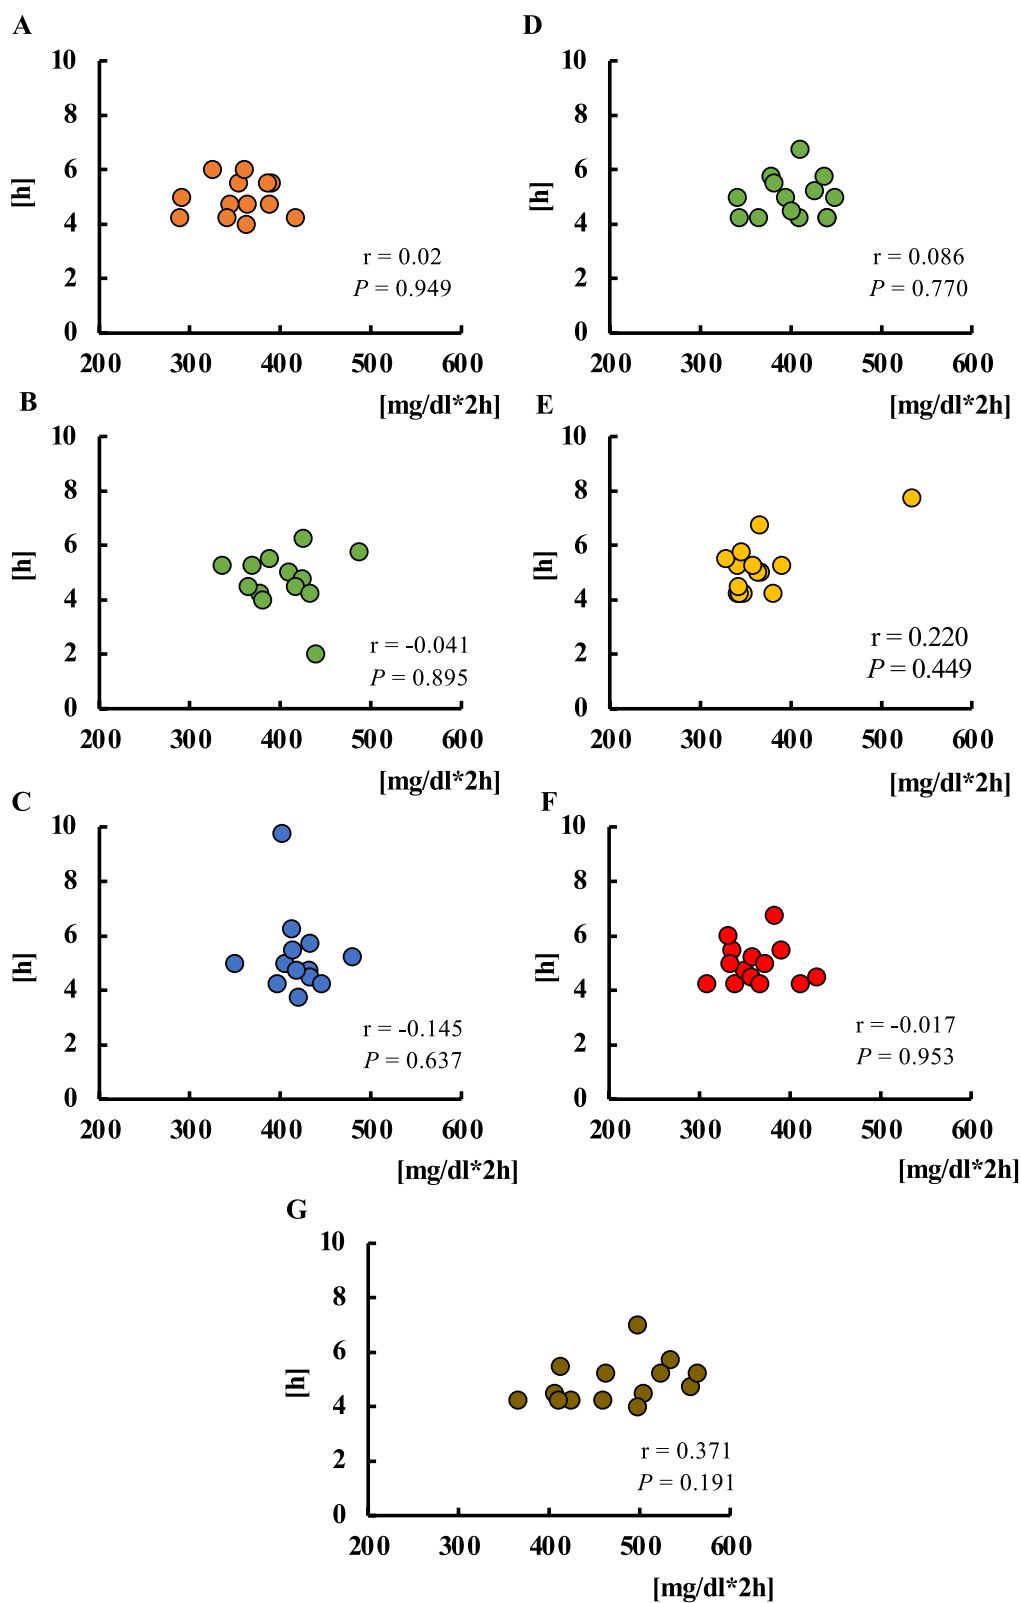 A
10
8
6
4
2
0
[h]
r = 0.02
P = 0.949
200 300 400 500 600
[mg/dl*2h]
D
10
8
6
4
2
0
[h]
r = 0.086
P = 0.770
200 300 400 500 600
[mg/dl*2h]
B
10
8
6
4
2
0
[h]
r = -0.041
P = 0.895
200 300 400 500 600
[mg/dl*2h]
E
10
8
6
4
2
0
[h]
r = 0.220
P = 0.449
200 300 400 500 600
[mg/dl*2h]
C
10
8
6
4
2
0
[h]
r = -0.145
P = 0.637
200 300 400 500 600
[mg/dl*2h]
F
10
8
6
4
2
0
[h]
r = -0.017
P = 0.953
200 300 400 500 600
[mg/dl*2h]
G
10
8
6
4
2
0
[h]
r = 0.371
P = 0.191
200 300 400 500 600
[mg/dl*2h]